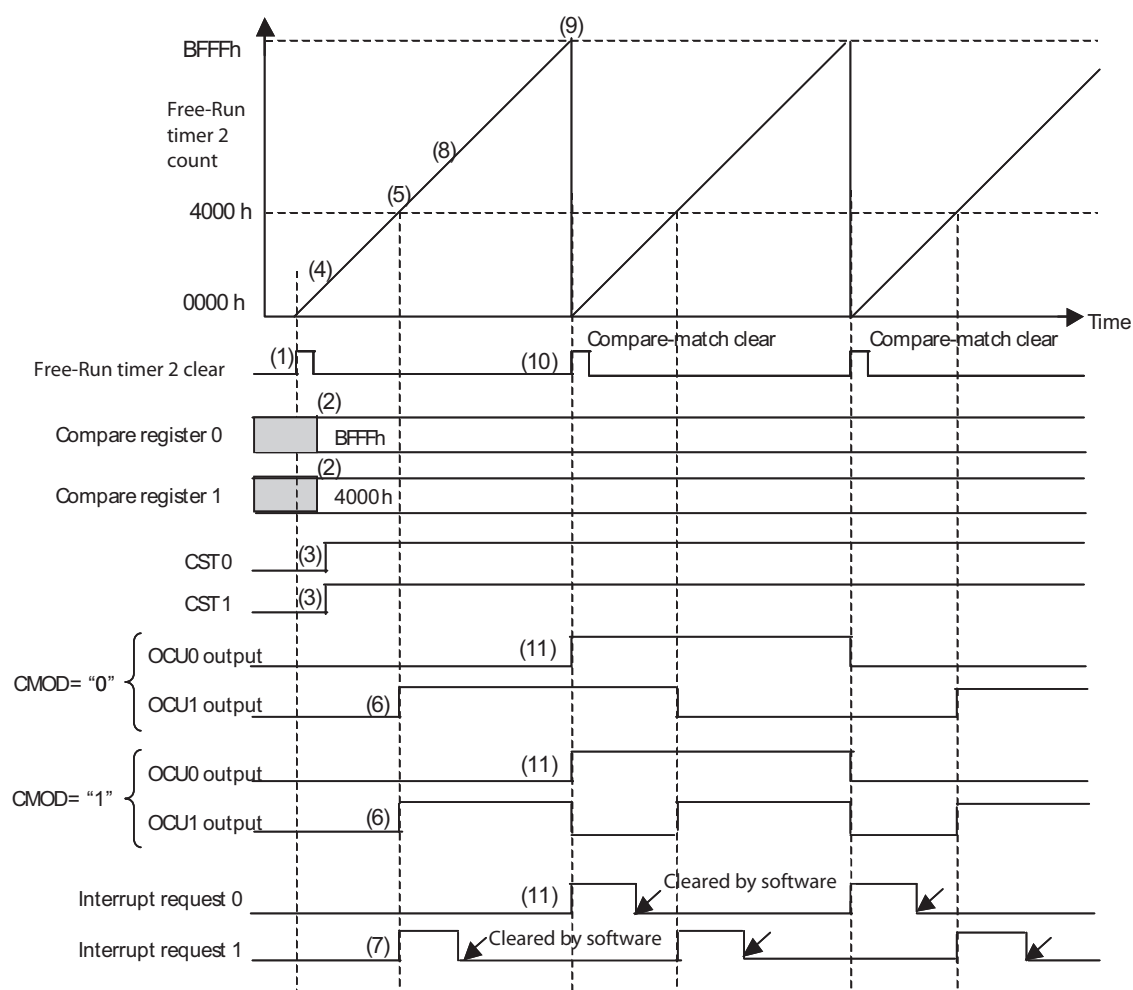 (9)
BFFFh
Free-Run
timer 2
count
(8)
(5)
4000 h
(4)
0000 h
Time
Compare-match clear
Compare-match clear
Free-Run timer 2 clear
(1)
(10)
(2)
Compare register 0
BFFFh
(2)
Compare register 1
4000 h
CST0
(3)
CST1
(3)
CMOD= “0”
OCU0 output
(11)
OCU1 output
(6)
CMOD= “1”
OCU0 output
(11)
OCU1 output
(6)
Interrupt request 0
(11)
Cleared by software
Interrupt request 1
(7)
Cleared by software